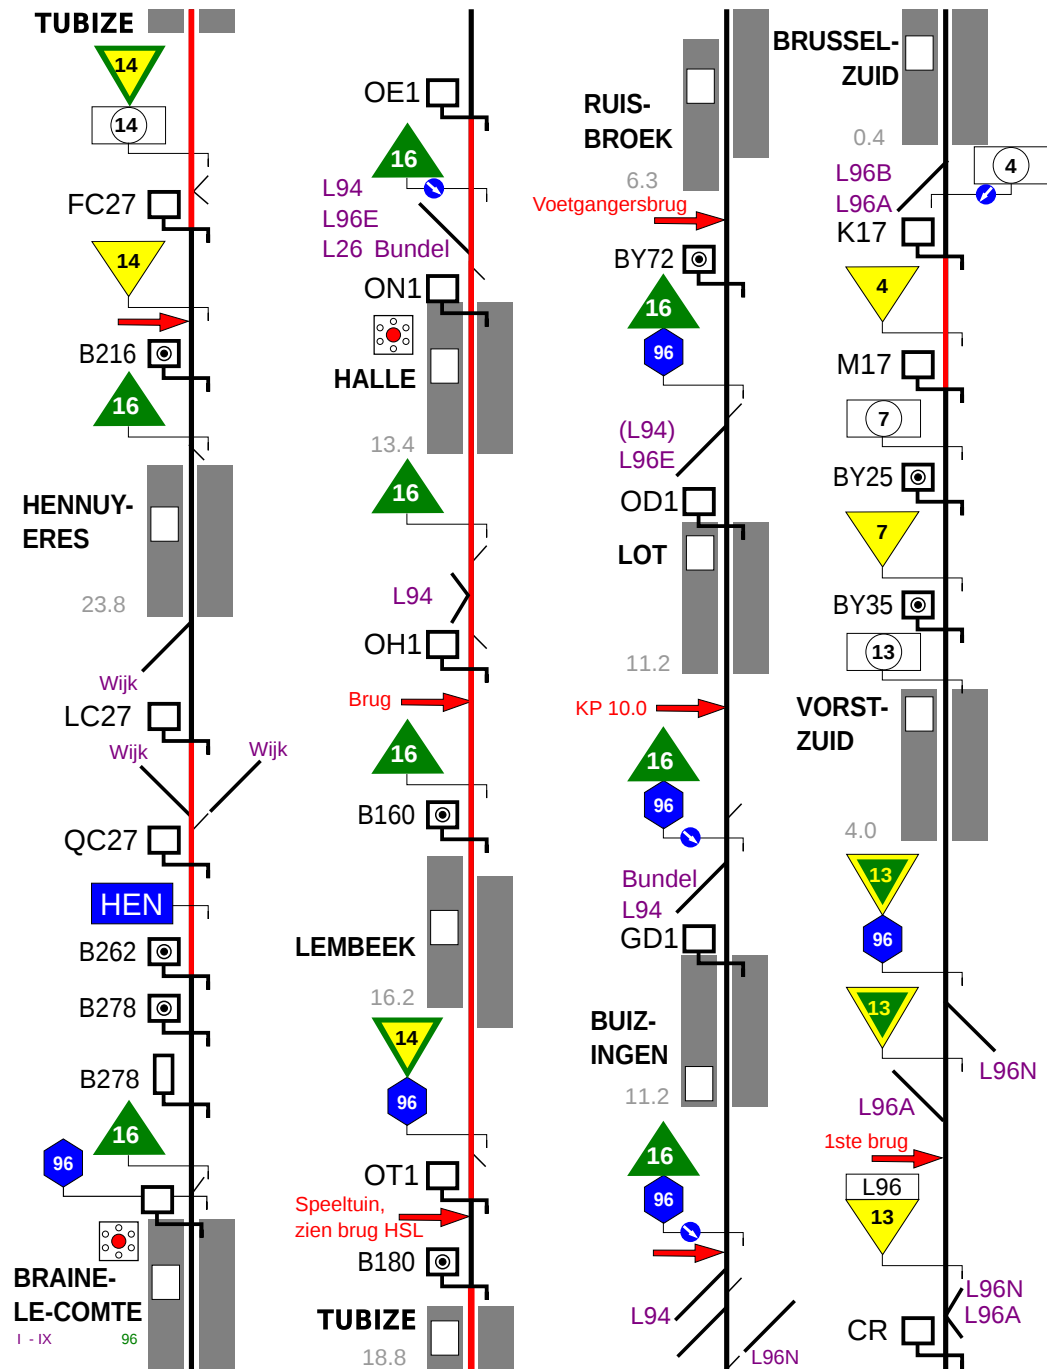 TUBIZE
14
14
FC27
14
B216
16
HENNUY-
ERES
23.8
Wijk
LC27
Wijk
Wijk
QC27
HEN
B262
B278
B278
16
96
BRAINE-
LE-COMTE
I - IX
96
OE1
16
L94
L96E
L26 Bundel
ON1
HALLE
13.4
16
L94
OH1
Brug
16
B160
LEMBEEK
16.2
14
96
OT1
Speeltuin,
zien brug HSL
B180
TUBIZE
18.8
RUIS-
BROEK
6.3
Voetgangersbrug
BY72
16
96
(L94)
L96E
OD1
LOT
11.2
KP 10.0
16
96
Bundel
L94
GD1
BUIZ-
INGEN
11.2
16
96
L94
L96N
BRUSSEL-
ZUID
0.4
L96B
L96A
4
K17
4
M17
7
BY25
7
BY35
13
VORST-
ZUID
4.0
13
96
13
L96N
L96A
1ste brug
L96
13
L96N
L96A
CR